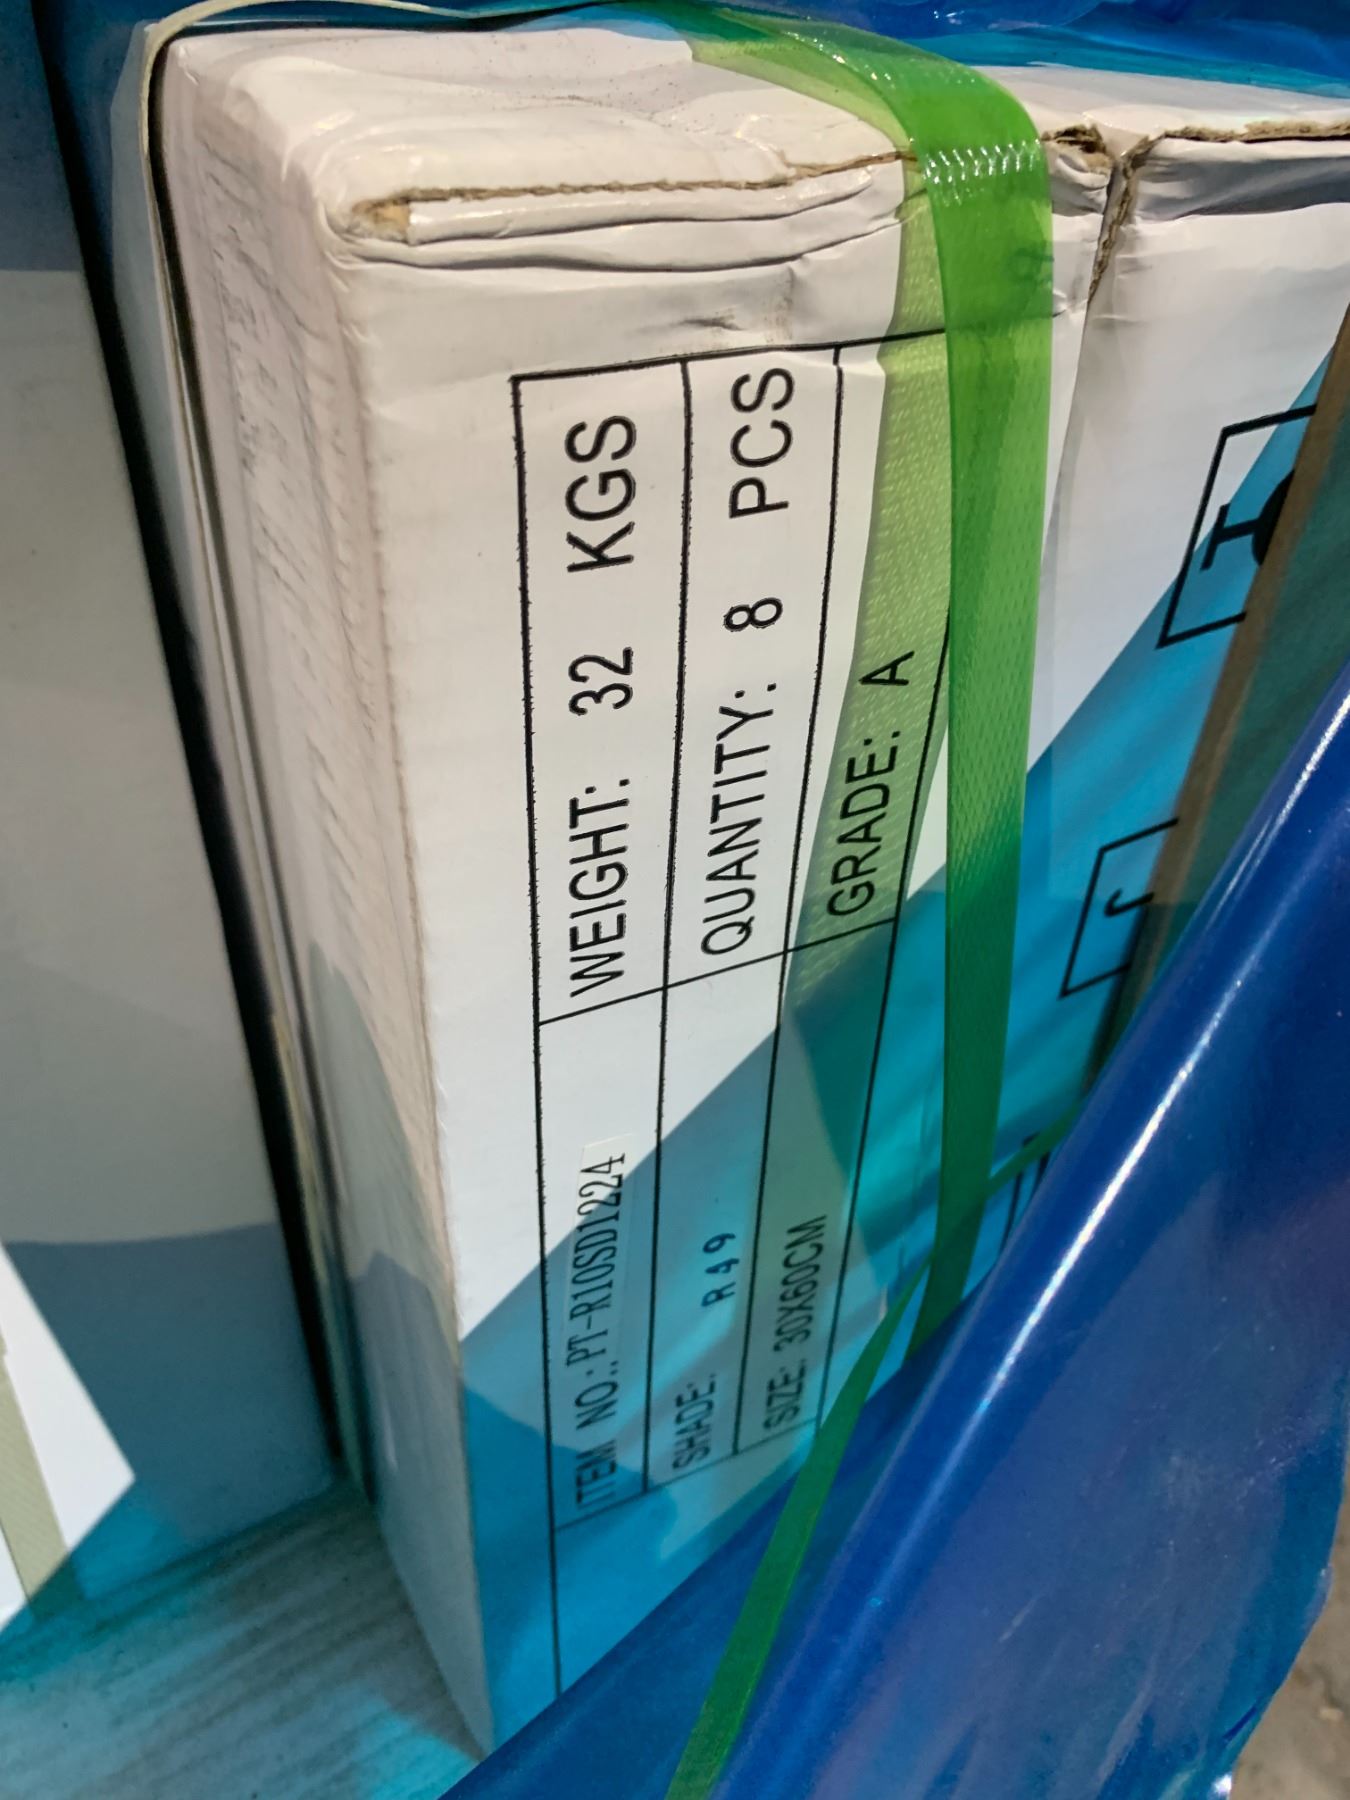 ITEM NO.: PT-R10SD1224 WEIGHT: 32 KGS
SHADE: R49 QUANTITY: 8 PCS
SIZE: 30X60CM GRADE: A